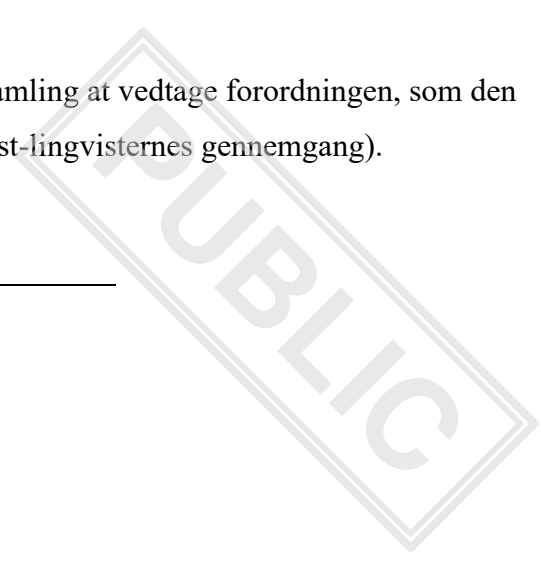 amling at vedtage forordningen, som den
st-lingvisternes gennemgang).
PUBLIC